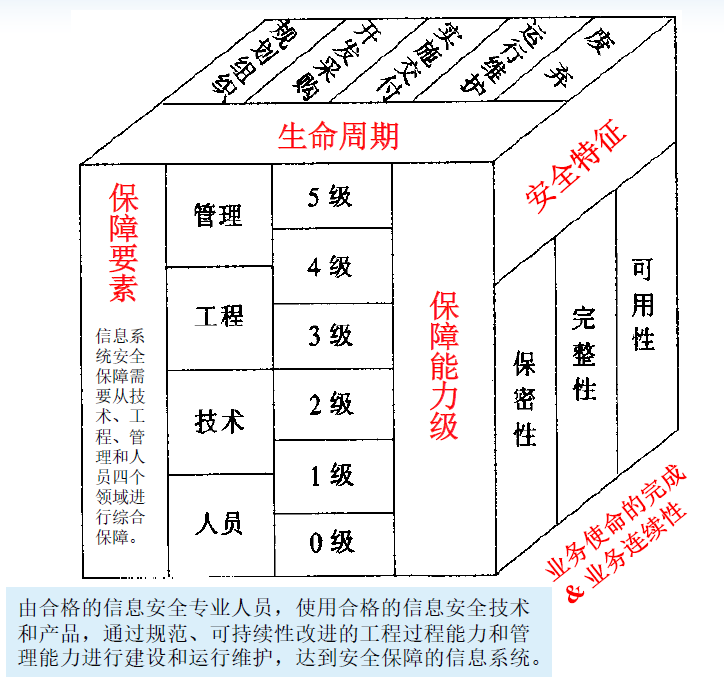 规划组织
开发采购
实施交付
运行维护
废弃
生命周期
安全特征
保障要素
信息系
统安全
保障需
要从技
术、工
程、管
理和人
员四个
领域进
行综合
保障。
管理
工程
技术
人员
5级
4级
3级
2级
1级
0级
保障能力级
保密性
完整性
可用性
业务使命的完成
&业务连续性
由合格的信息安全专业人员，使用合格的信息安全技术
和产品，通过规范、可持续性改进的工程过程能力和管
理能力进行建设和运行维护，达到安全保障的信息系统。